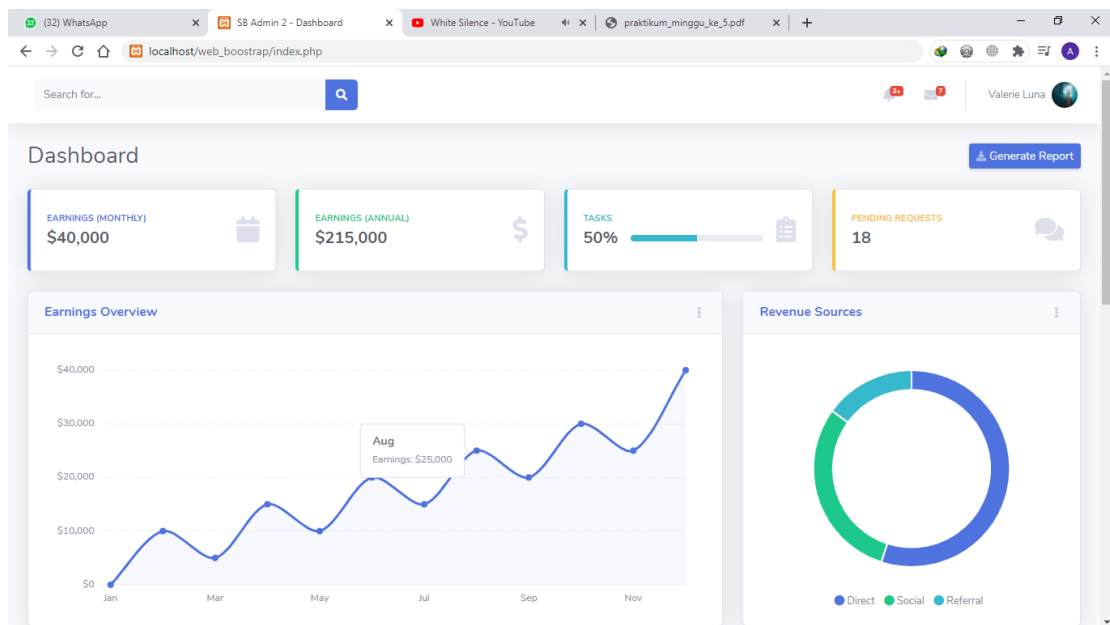 (32) WhatsApp
SB Admin 2 - Dashboard
White Silence - YouTube
praktikum_minggu_ke_5.pdf
localhost/web_boostrap/index.php
A
Search for...
3+
7
Valerie Luna
Dashboard
Generate Report
EARNINGS (MONTHLY)
$40,000
EARNINGS (ANNUAL)
$215,000
TASKS
50%
PENDING REQUESTS
18
Earnings Overview
$40,000
$30,000
$20,000
$10,000
$0
Aug
Earnings: $25,000
Jan Mar May Jul Sep Nov
Revenue Sources
Direct Social Referral